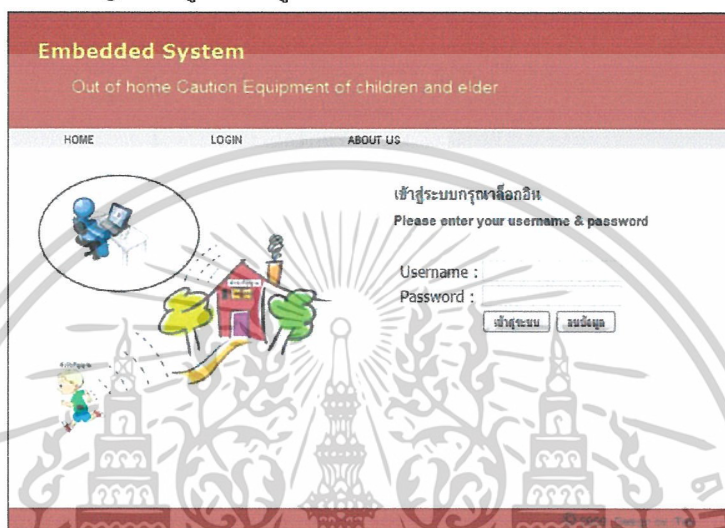 Embedded System
Out of home Caution Equipment of children and elder
HOME LOGIN ABOUT US
เข้าสู่ระบบกรุณาล็อกอิน
Please enter your username & password
Username :
Password :
เข้าสู่ระบบ ลบข้อมูล